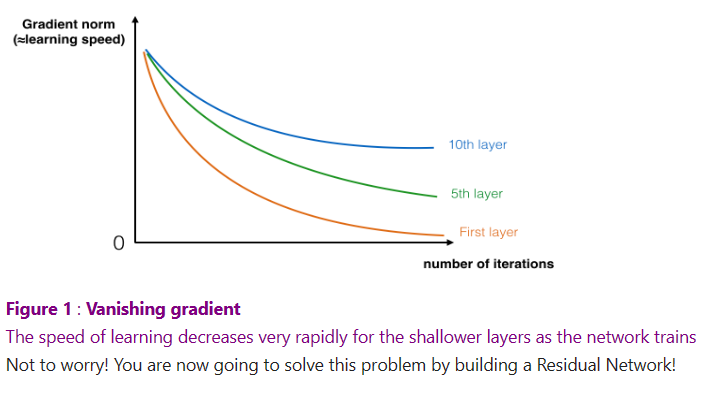 Gradient norm
(≈learning speed)
10th layer
5th layer
First layer
0
number of iterations
Figure 1 : Vanishing gradient
The speed of learning decreases very rapidly for the shallower layers as the network trains
Not to worry! You are now going to solve this problem by building a Residual Network!